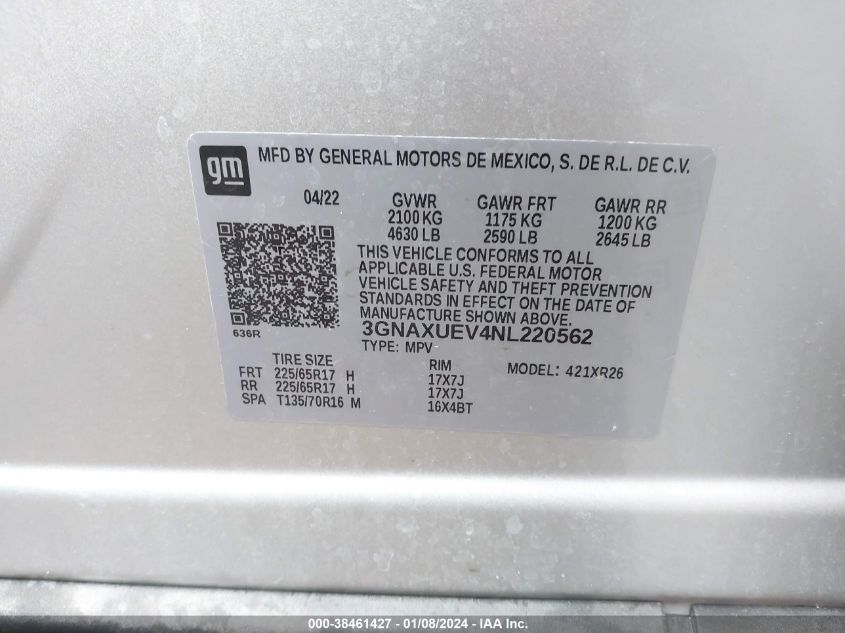 gm MFD BY GENERAL MOTORS DE MEXICO, S. DE R.L. DE C.V.
04/22 GVWR GAWR FRT GAWR RR
2100 KG 1175 KG 1200 KG
4630 LB 2590 LB 2645 LB
THIS VEHICLE CONFORMS TO ALL
APPLICABLE U.S. FEDERAL MOTOR
VEHICLE SAFETY AND THEFT PREVENTION
STANDARDS IN EFFECT ON THE DATE OF
MANUFACTURE SHOWN ABOVE.
636R 3GNAXUEV4NL220562
TYPE: MPV
TIRE SIZE RIM MODEL: 421XR26
FRT 225/65R17 H 17X7J
RR 225/65R17 H 17X7J
SPA T135/70R16 M 16X4BT
000-38461427 - 01/08/2024 - IAA Inc.